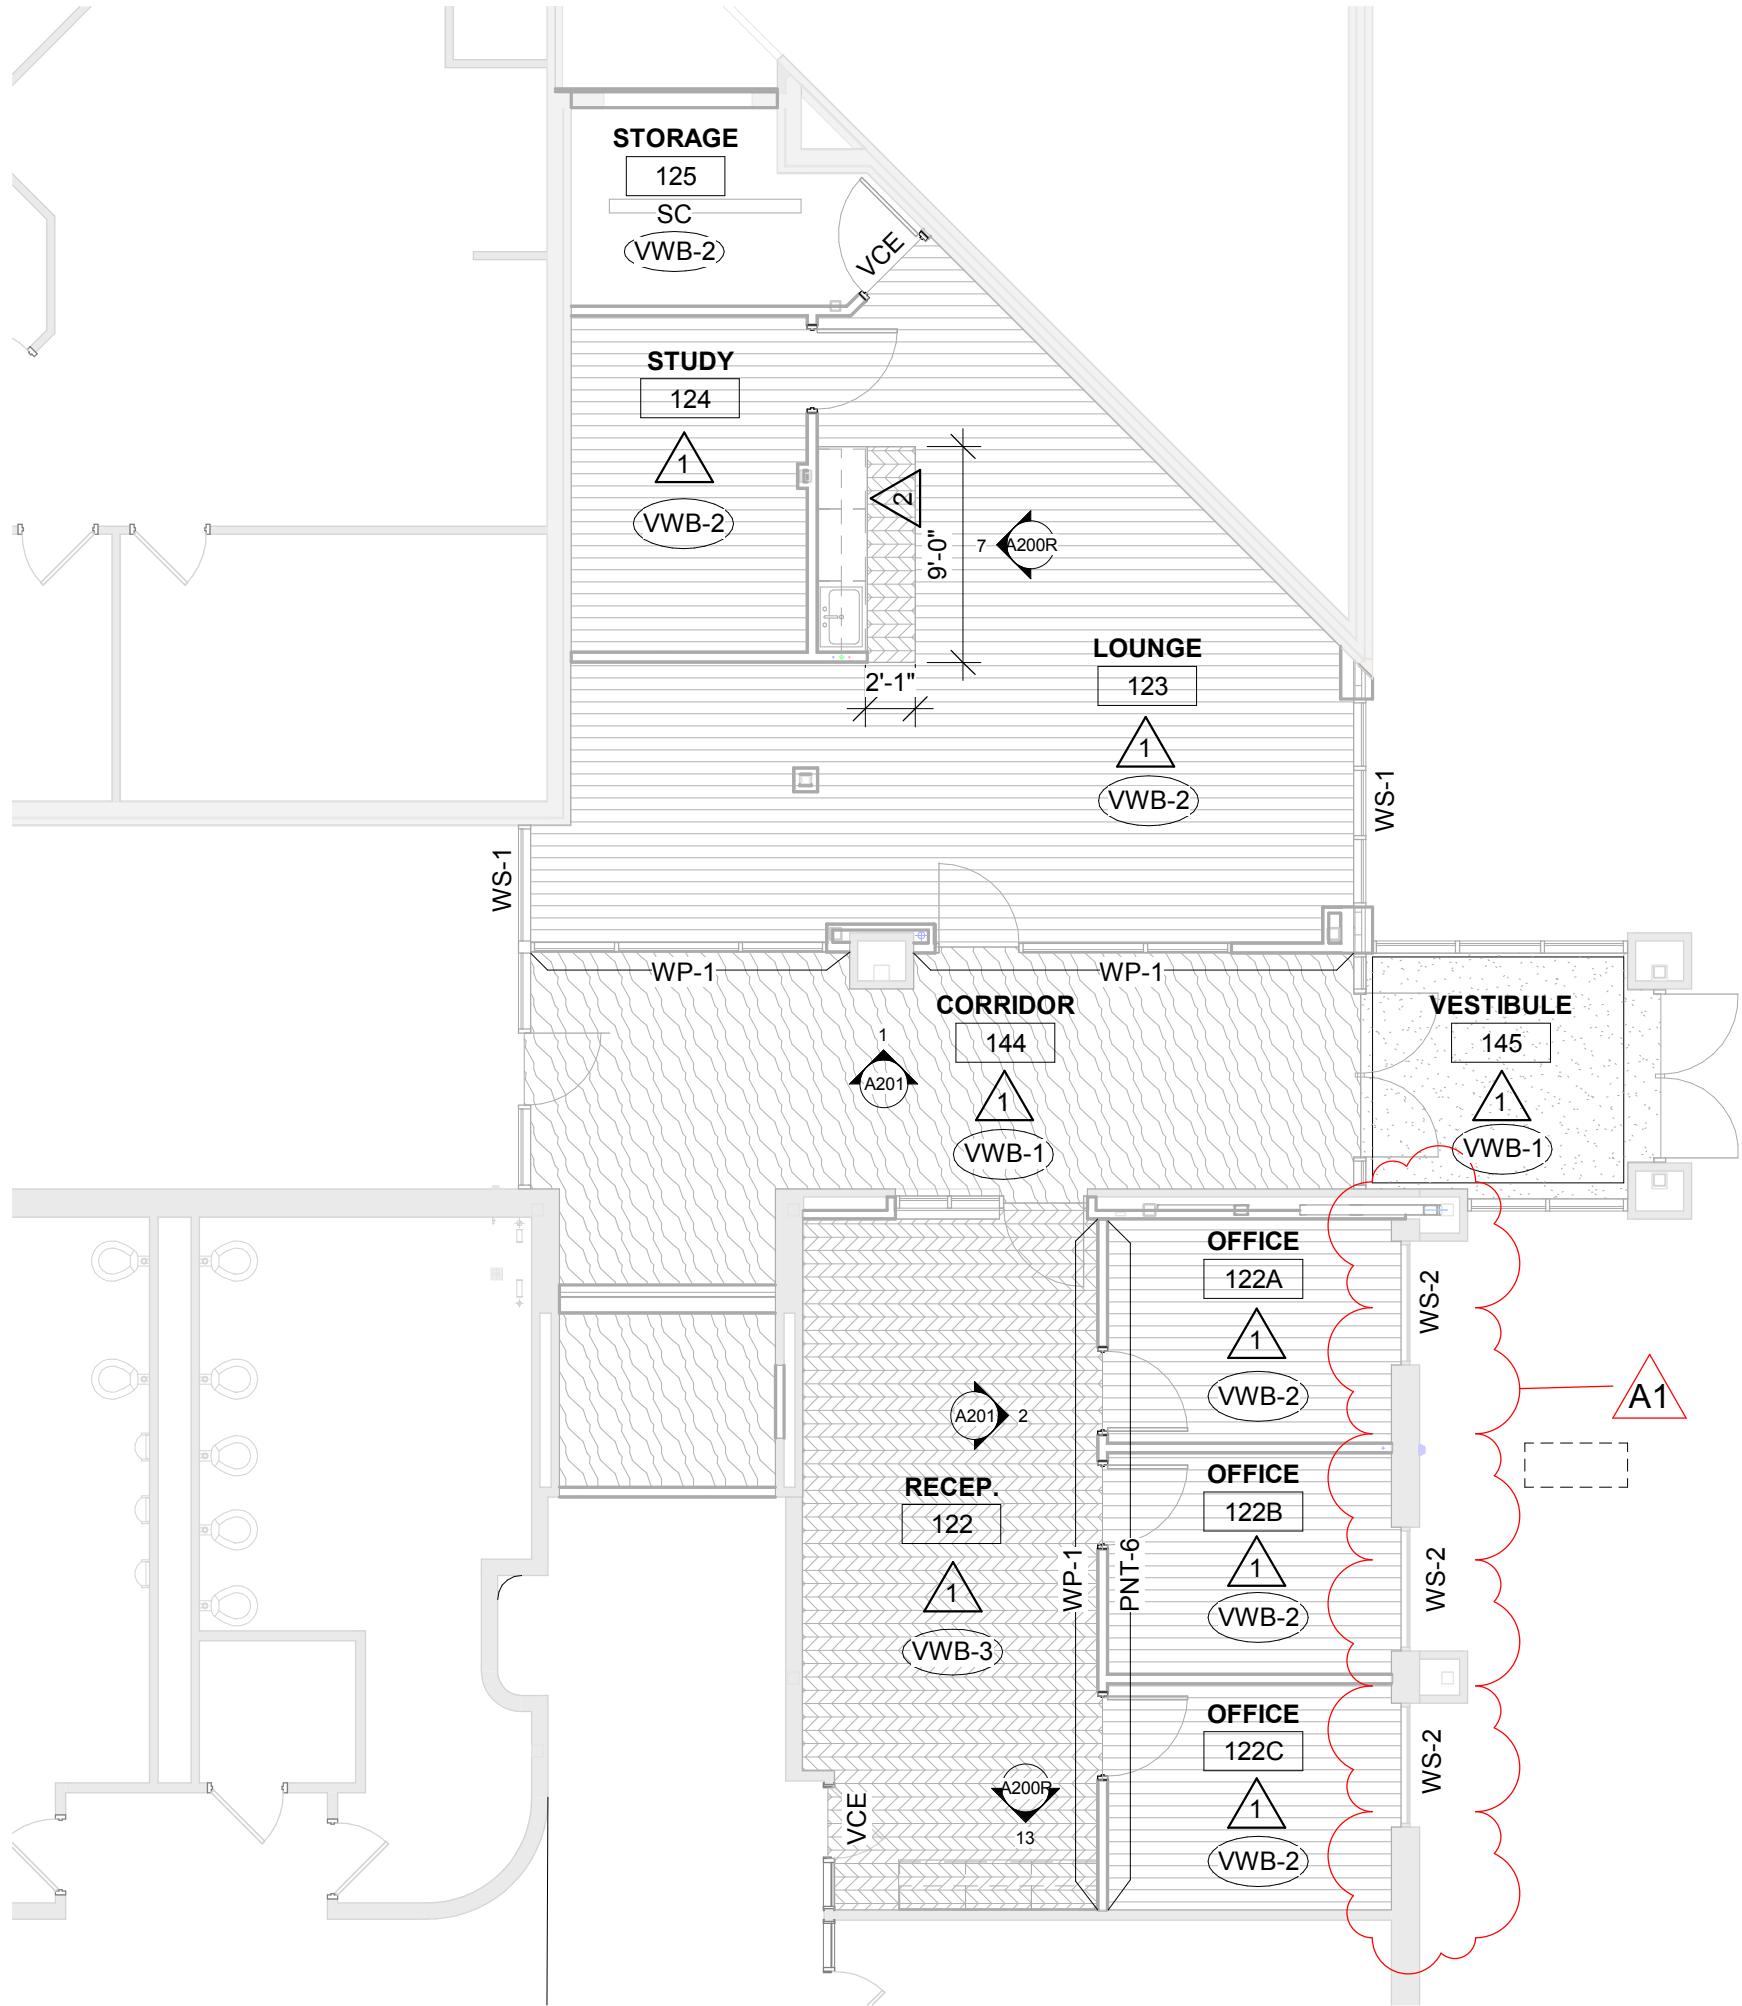 STORAGE
125
SC
VWB-2
VCE
STUDY
124
1
VWB-2
2
9'-0"
7
A200R
2'-1"
LOUNGE
123
1
VWB-2
WS-1
WS-1
WP-1
WP-1
CORRIDOR
144
1
VWB-1
1
A201
VESTIBULE
145
1
VWB-1
OFFICE
122A
1
VWB-2
WS-2
A1
A201
2
RECEP.
122
1
VWB-3
WP-1
PNT-6
OFFICE
122B
1
VWB-2
WS-2
OFFICE
122C
1
VWB-2
WS-2
A200R
13
VCE